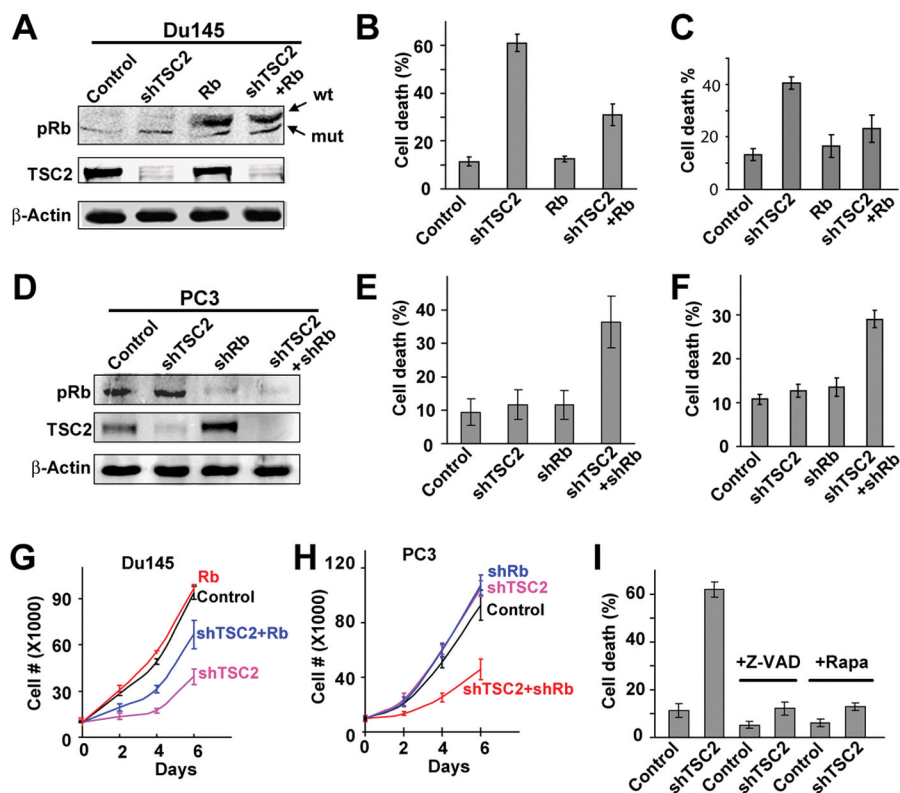 A
Du145
Control
shTSC2
Rb
shTSC2
+Rb
wt
mut
pRb
TSC2
β-Actin
B
Cell death (%)
60
40
20
0
Control
shTSC2
Rb
shTSC2
+Rb
C
Cell death %
60
40
20
0
Control
shTSC2
Rb
shTSC2
+Rb
D
PC3
Control
shTSC2
shRb
shTSC2
+shRb
pRb
TSC2
β-Actin
E
Cell death (%)
40
30
20
10
0
Control
shTSC2
shRb
shTSC2
+shRb
F
Cell death (%)
30
20
10
0
Control
shTSC2
shRb
shTSC2
+shRb
G
Du145
Cell # (X1000)
90
60
30
0
Rb
Control
shTSC2+Rb
shTSC2
0
2
4
6
Days
H
PC3
Cell # (X1000)
120
80
40
0
shRb
shTSC2
Control
shTSC2+shRb
0
2
4
6
Days
I
Cell death (%)
60
40
20
0
+Z-VAD
+Rapa
Control
shTSC2
Control
shTSC2
Control
shTSC2